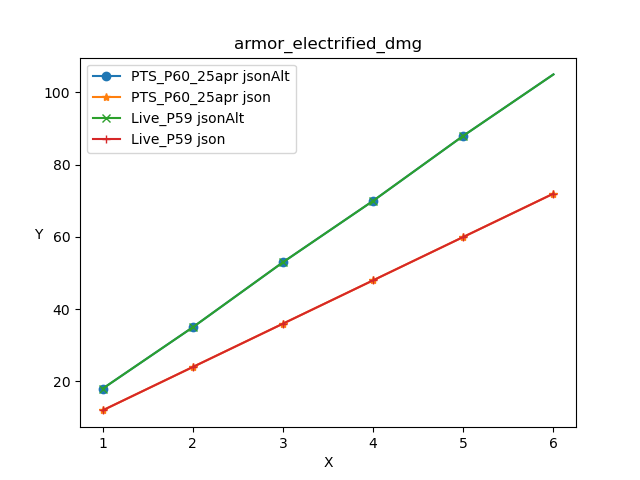 armor_electrified_dmg
PTS_P60_25apr jsonAlt
PTS_P60_25apr json
Live_P59 jsonAlt
Live_P59 json
100
80
60
40
20
Y
1 2 3 4 5 6
X